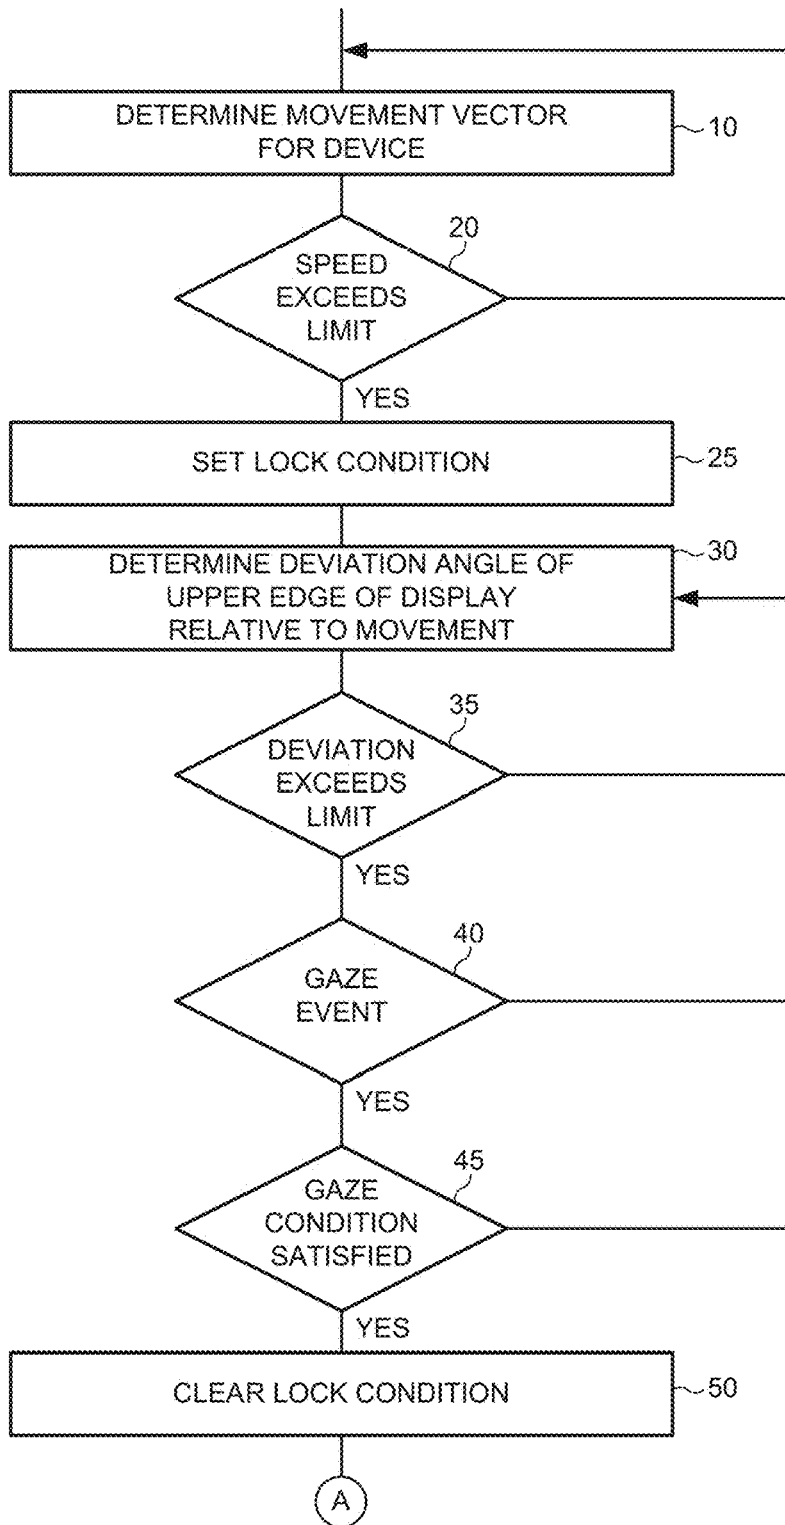 DETERMINE MOVEMENT VECTOR
FOR DEVICE
10
20
SPEED
EXCEEDS
LIMIT
YES
SET LOCK CONDITION
25
DETERMINE DEVIATION ANGLE OF
UPPER EDGE OF DISPLAY
RELATIVE TO MOVEMENT
30
35
DEVIATION
EXCEEDS
LIMIT
YES
40
GAZE
EVENT
YES
45
GAZE
CONDITION
SATISFIED
YES
CLEAR LOCK CONDITION
50
A